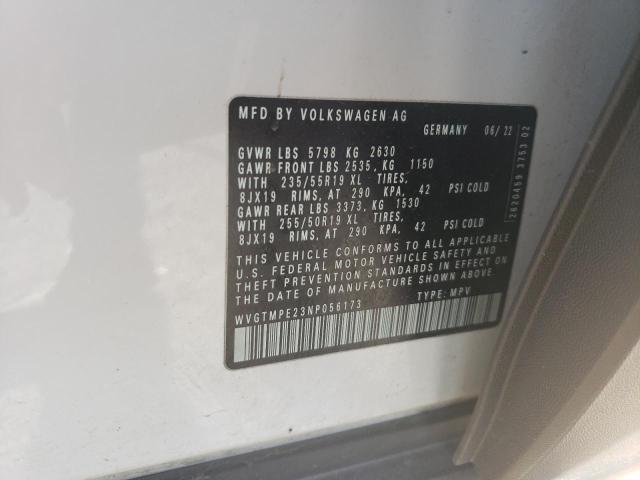 MFD BY VOLKSWAGEN AG
GERMANY 06/22
GVWR LBS 5798 KG 2630
GAWR FRONT LBS 2535, KG 1150
WITH 235/55R19 XL TIRES,
8JX19 RIMS, AT 290 KPA, 42 PSI COLD
GAWR REAR LBS 3373, KG 1530
WITH 255/50R19 XL TIRES,
8JX19 RIMS, AT 290 KPA, 42 PSI COLD
THIS VEHICLE CONFORMS TO ALL APPLICABLE
U.S. FEDERAL MOTOR VEHICLE SAFETY AND
THEFT PREVENTION STANDARDS IN EFFECT ON
THE DATE OF MANUFACTURE SHOWN ABOVE.
WVGTMPE23NP056173 TYPE: MPV
2620459 3753 02